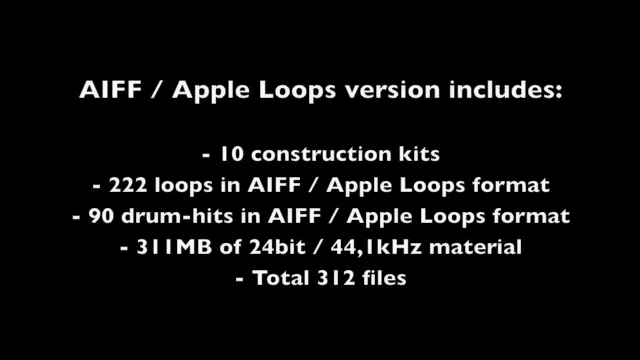 AIFF / Apple Loops version includes:
- 10 construction kits
- 222 loops in AIFF / Apple Loops format
- 90 drum-hits in AIFF / Apple Loops format
- 311MB of 24bit / 44,1kHz material
- Total 312 files